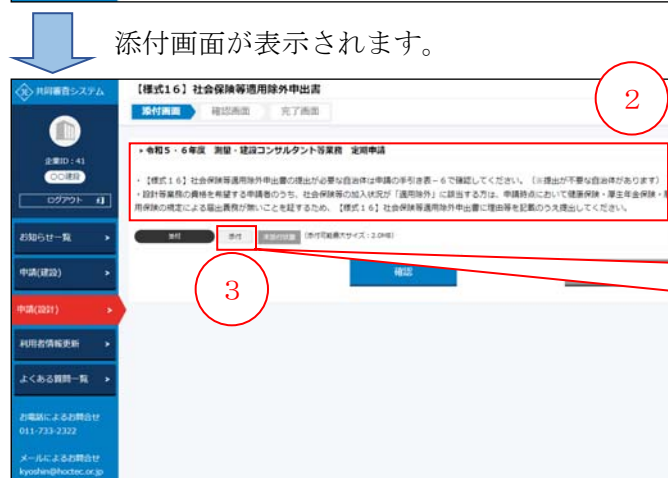 添付画面が表示されます。
共同審査システム
【様式16】社会保険等適用除外申出書
添付画面
確認画面
完了画面
2
企業ID：41
〇〇建設
ログアウト
・令和5・6年度 測量・建設コンサルタント等業務 定期申請
・【様式16】社会保険等適用除外申出書の提出が必要な自治体は申請の手引き表－6で確認してください。（※提出が不要な自治体があります）
・設計等業務の資格を希望する申請者のうち、社会保険等の加入状況が「適用除外」に該当する方は、申請時点において健康保険・厚生年金保険・雇
用保険の規定による届出義務が無いことを証するため、【様式16】社会保険等適用除外申出書に理由等を記載のうえ提出してください。
お知らせ一覧
添付
添付
(添付可能最大サイズ：2.0MB)
申請(建設)
確認
3
申請(設計)
利用者情報更新
よくある質問一覧
お電話によるお問合せ
011-733-2322
メールによるお問合せ
kyoshin@hoctec.or.jp